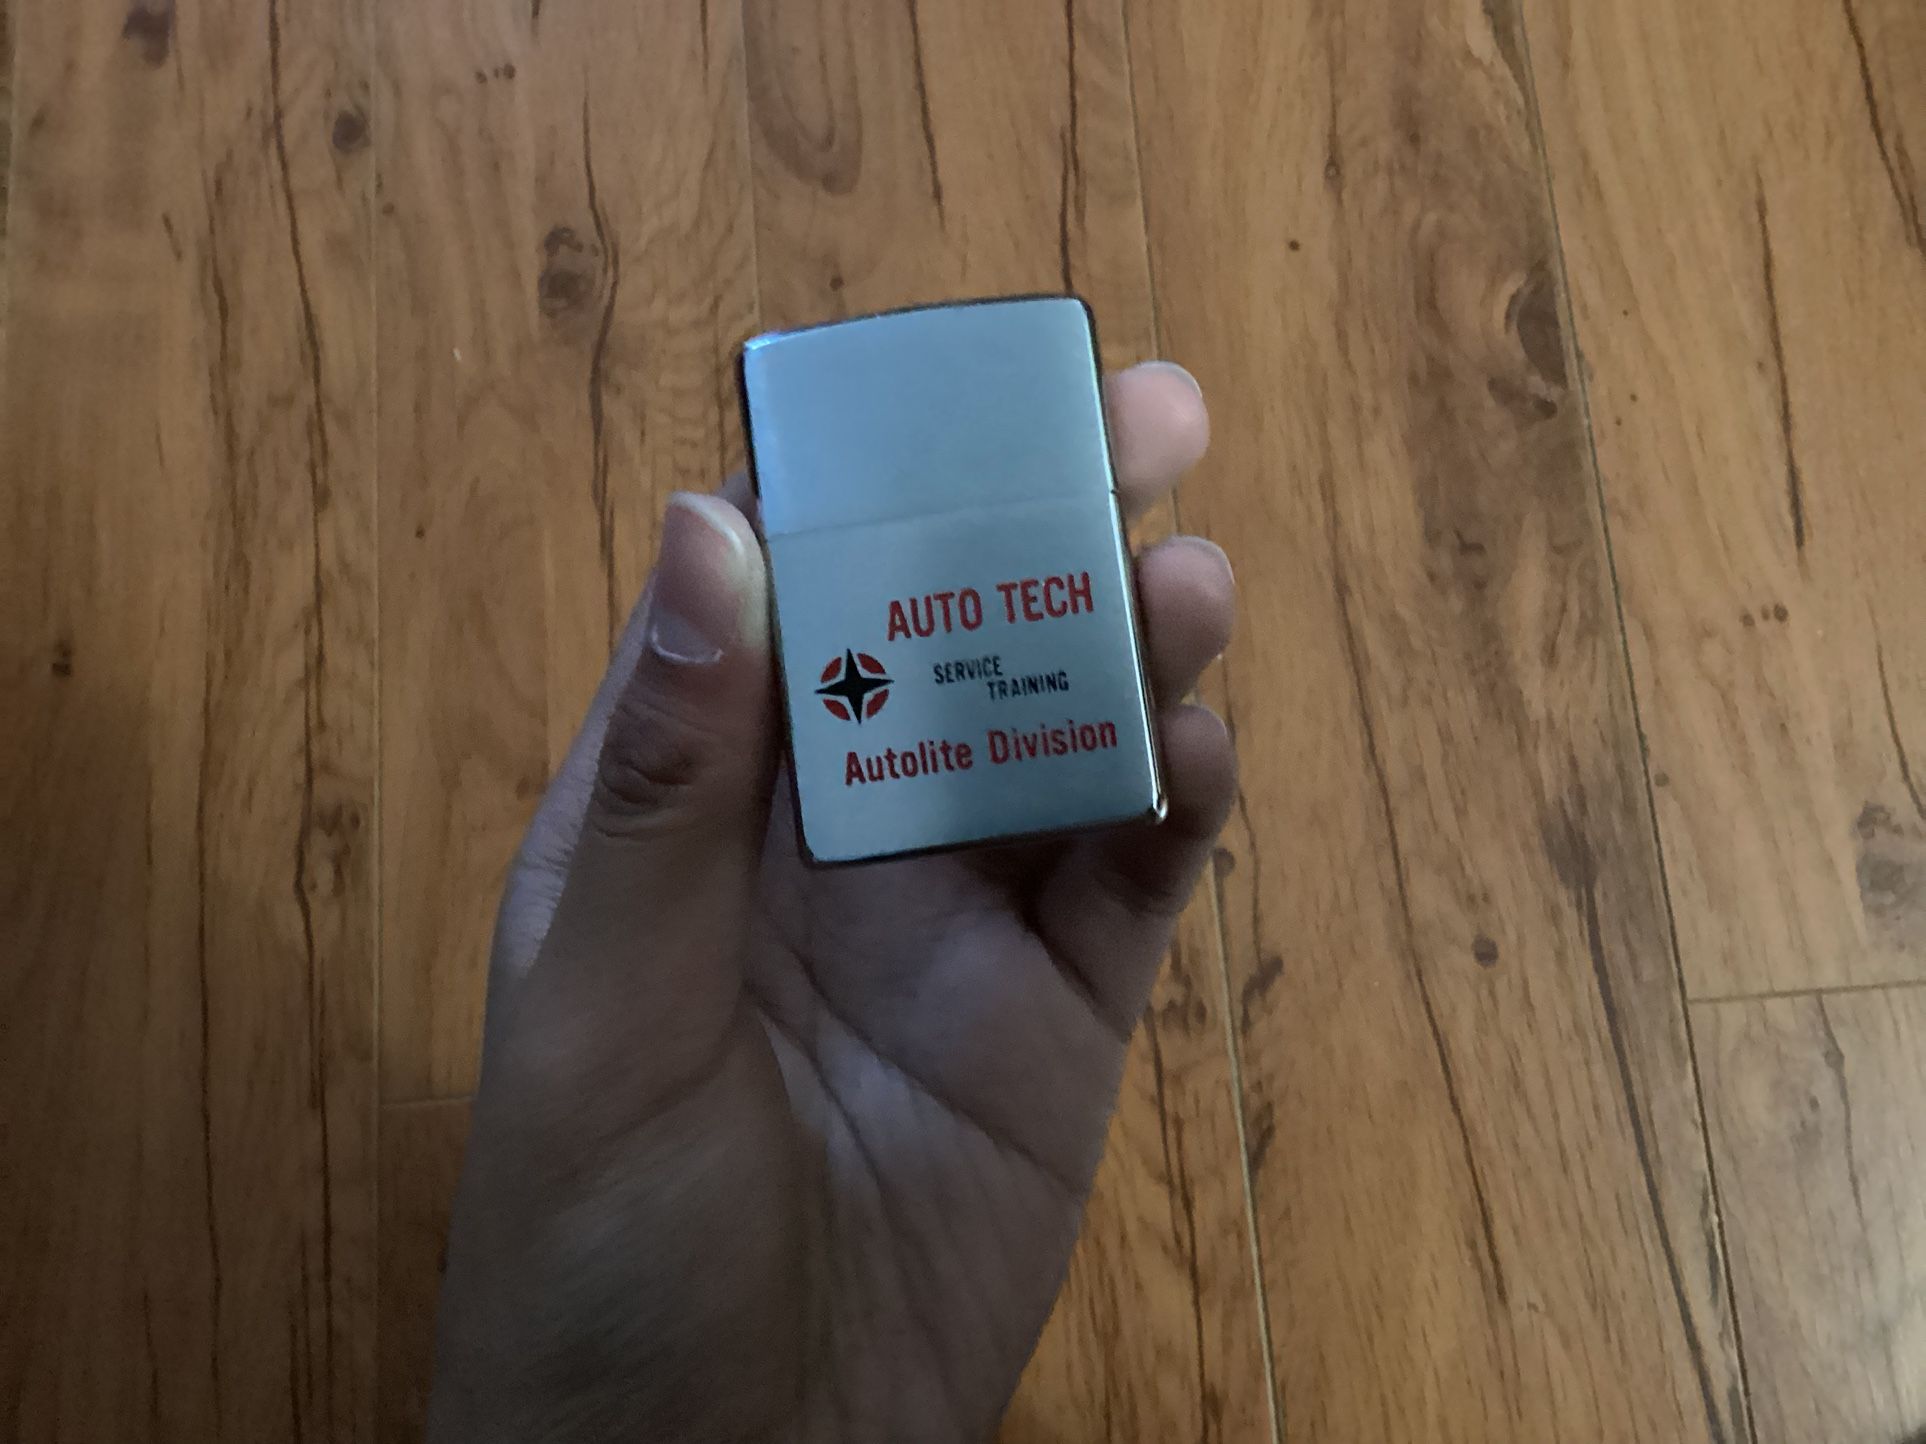 AUTO TECH
SERVICE
TRAINING
Autolite Division